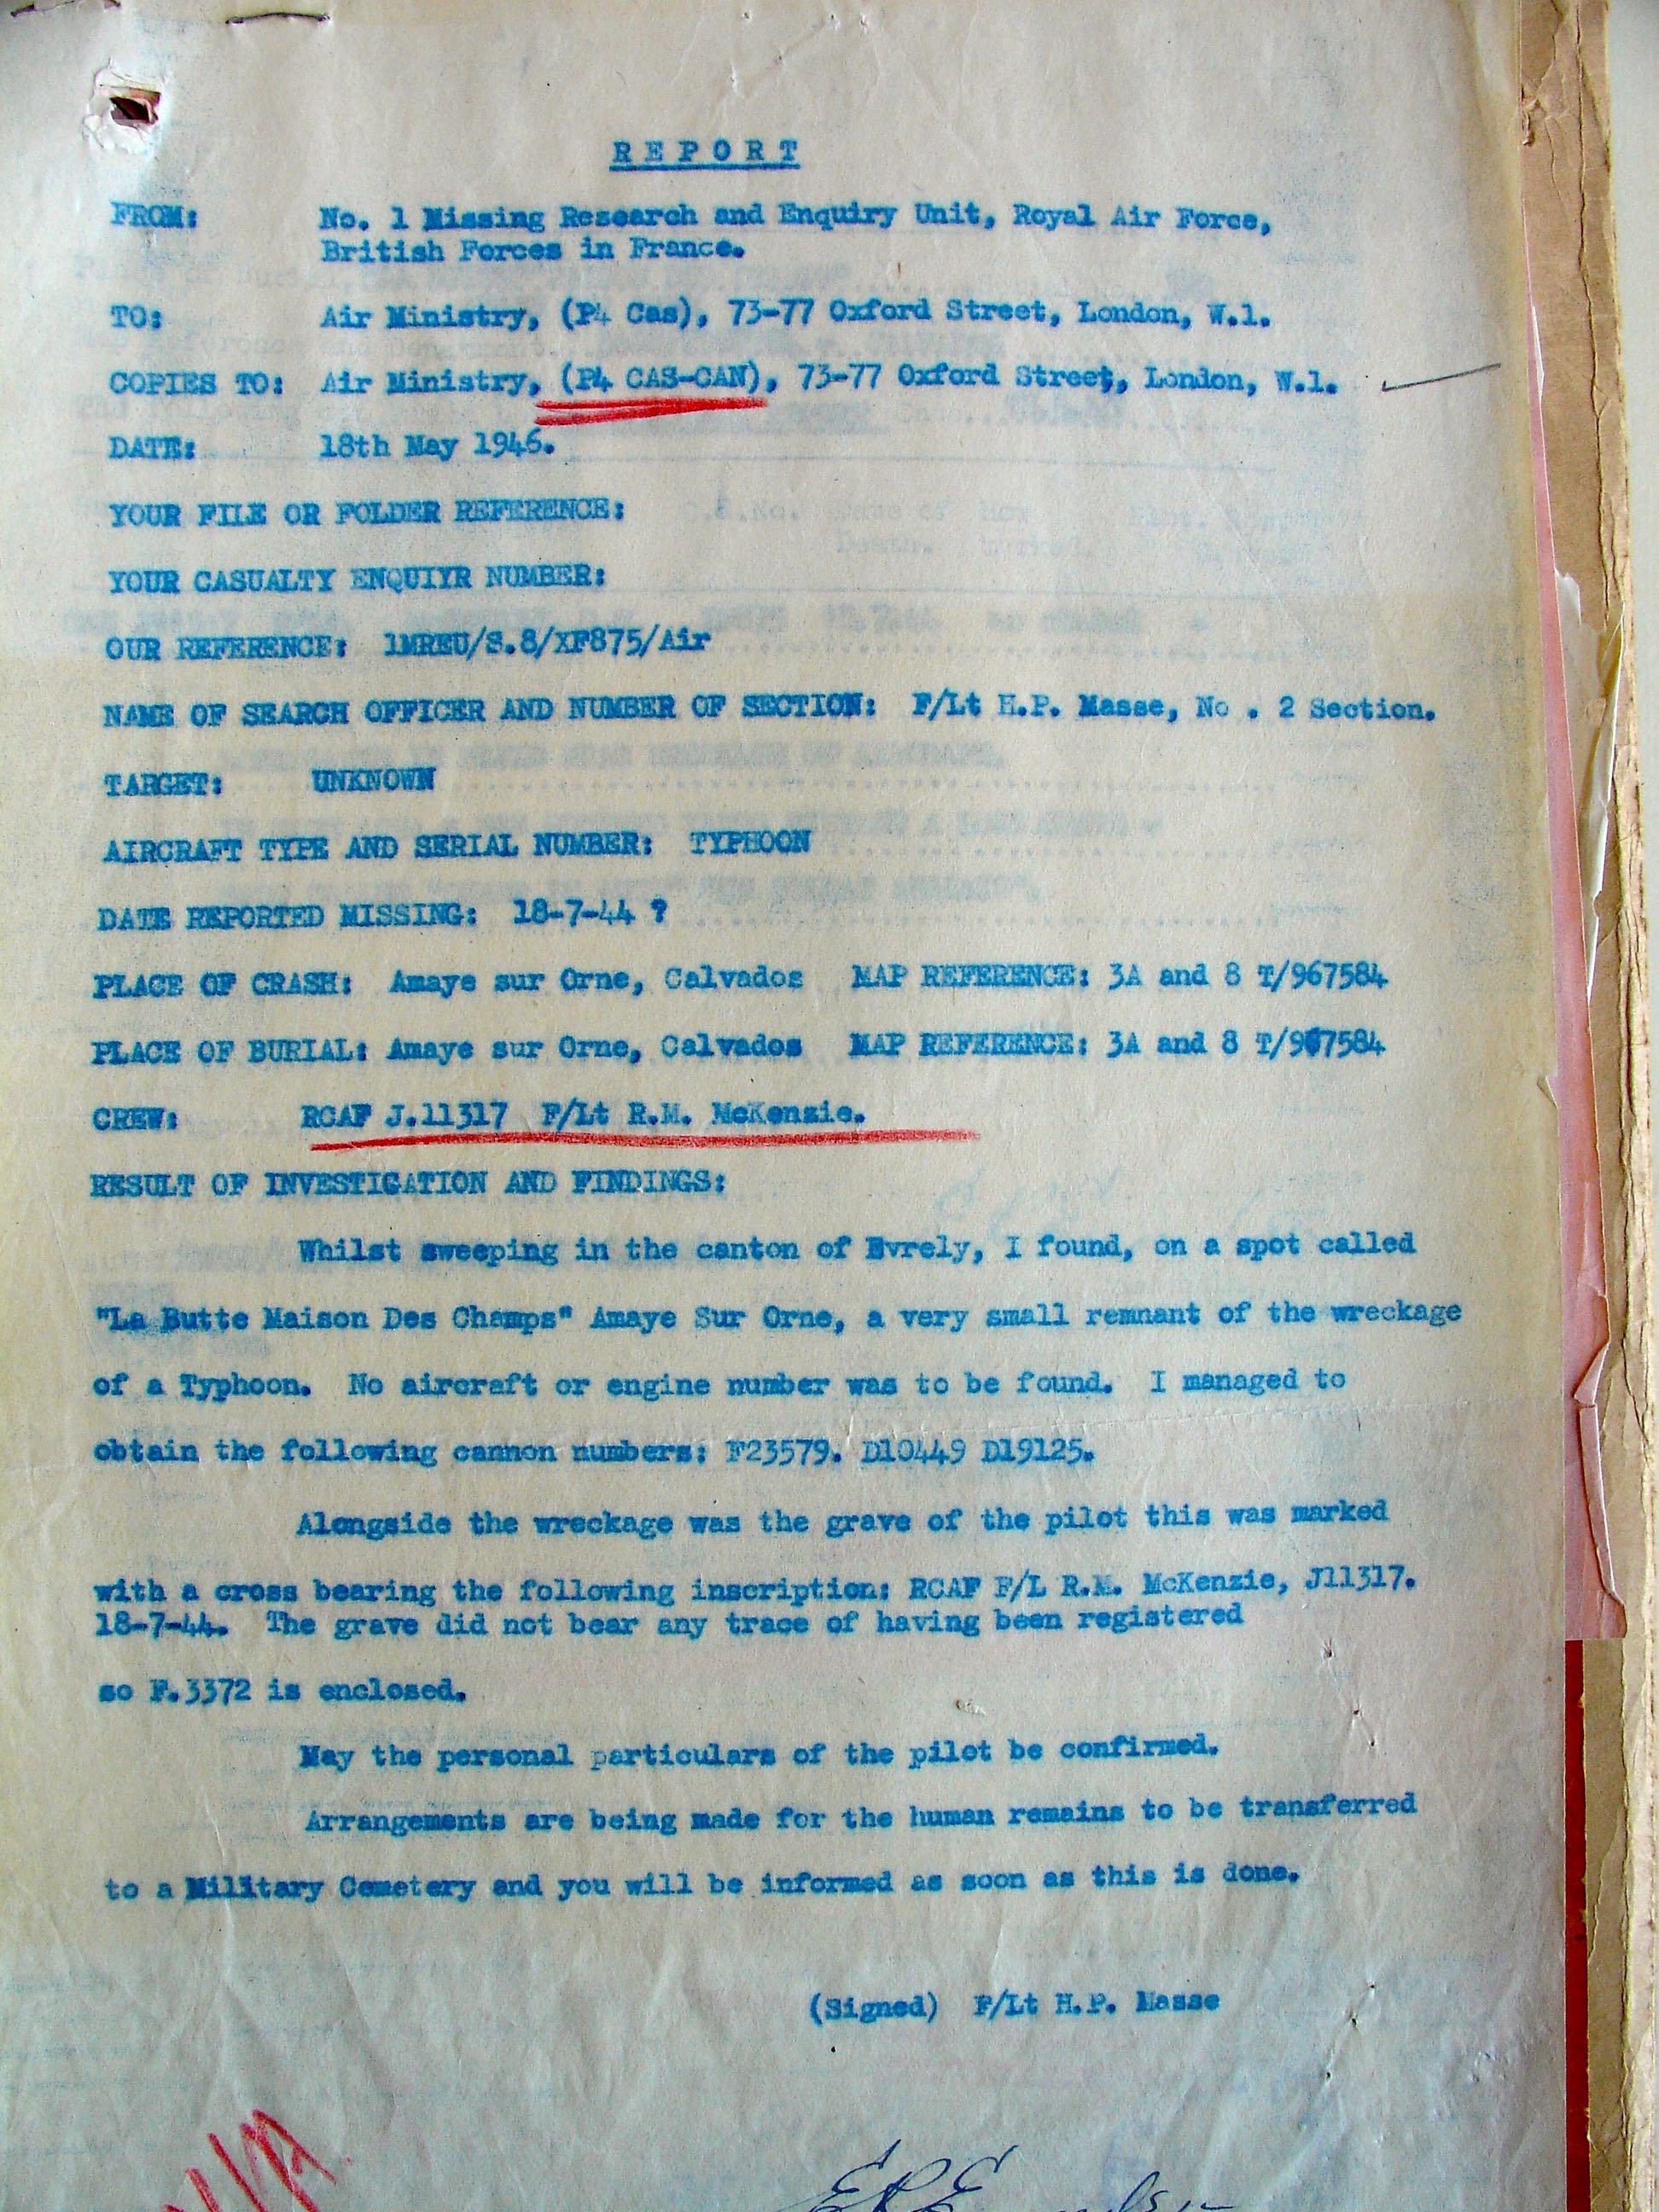 REPORT
FROM: No. 1 Missing Research and Enquiry Unit, Royal Air Force,
British Forces in France.
TO: Air Ministry, (P4 Cas), 73-77 Oxford Street, London, W.1.
COPIES TO: Air Ministry, (P4 CAS-CAN), 73-77 Oxford Street, London, W.1.
DATE: 18th May 1946.
YOUR FILE OR FOLDER REFERENCE:
YOUR CASUALTY ENQUIYR NUMBER:
OUR REFERENCE: 1MREU/S.8/XF875/Air
NAME OF SEARCH OFFICER AND NUMBER OF SECTION: F/Lt H.P. Masse, No . 2 Section.
TARGET: UNKNOWN
AIRCRAFT TYPE AND SERIAL NUMBER: TYPHOON
DATE REPORTED MISSING: 18-7-44 ?
PLACE OF CRASH: Amaye sur Orne, Calvados MAP REFERENCE: 3A and 8 T/967584
PLACE OF BURIAL: Amaye sur Orne, Calvados MAP REFERENCE: 3A and 8 T/967584
CREW: RCAF J.11317 F/Lt R.M. McKenzie.
RESULT OF INVESTIGATION AND FINDINGS:
Whilst sweeping in the canton of Evrely, I found, on a spot called
"La Butte Maison Des Champs" Amaye Sur Orne, a very small remnant of the wreckage
of a Typhoon. No aircraft or engine number was to be found. I managed to
obtain the following cannon numbers: F23579. D10449 D19125.
Alongside the wreckage was the grave of the pilot this was marked
with a cross bearing the following inscription: RCAF F/L R.M. McKenzie, J11317.
18-7-44. The grave did not bear any trace of having been registered
so F.3372 is enclosed.
May the personal particulars of the pilot be confirmed.
Arrangements are being made for the human remains to be transferred
to a Military Cemetery and you will be informed as soon as this is done.
(Signed) F/Lt H.P. Masse